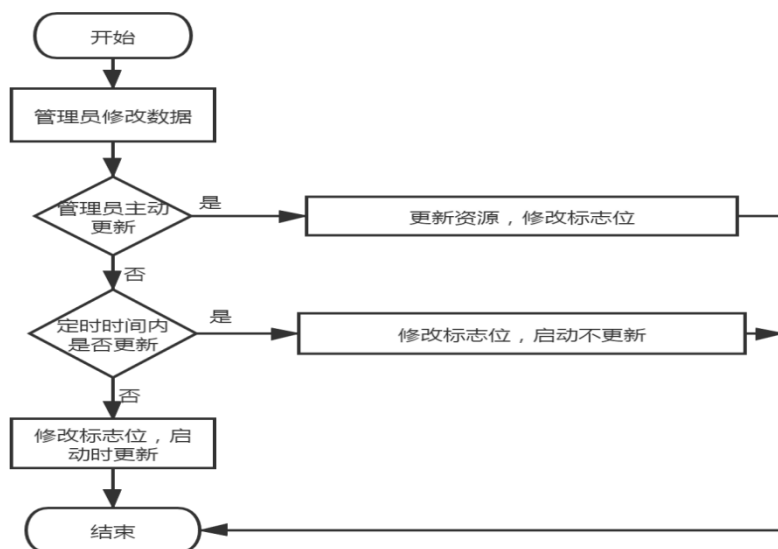 开始
管理员修改数据
管理员主动
更新
是
更新资源，修改标志位
否
定时时间内
是否更新
是
修改标志位，启动不更新
否
修改标志位，启
动时更新
结束